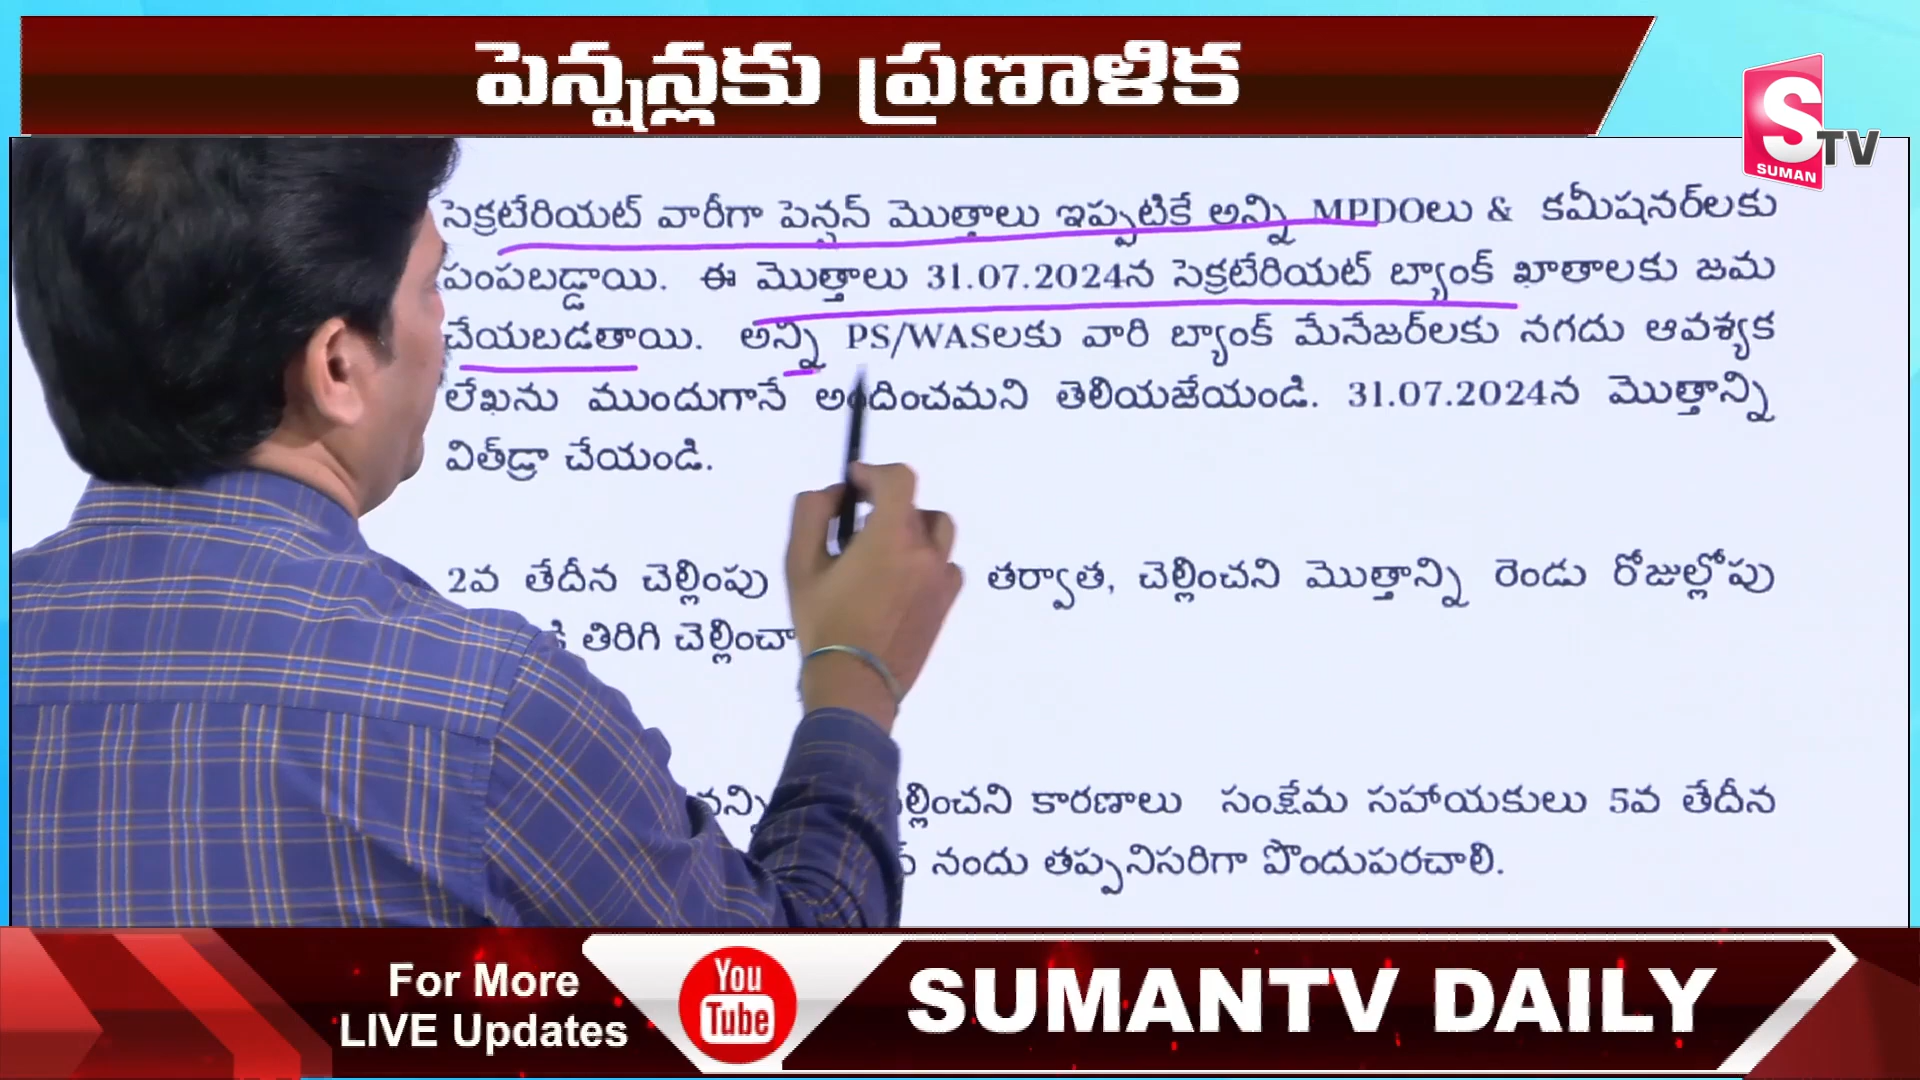 పెన్షన్లకు ప్రణాళిక
S TV
SUMAN
సెక్రటేరియట్ వారీగా పెన్షన్ మొత్తాలు ఇప్పటికే అన్ని MPDOలు & కమీషనర్‌లకు
పంపబడ్డాయి. ఈ మొత్తాలు 31.07.2024న సెక్రటేరియట్ బ్యాంక్ ఖాతాలకు జమ
చేయబడతాయి. అన్ని PS/WASలకు వారి బ్యాంక్ మేనేజర్‌లకు నగదు ఆవశ్యక
లేఖను ముందుగానే అందించమని తెలియజేయండి. 31.07.2024న మొత్తాన్ని
విత్‌డ్రా చేయండి.
2వ తేదీన చెల్లింపు తర్వాత, చెల్లించని మొత్తాన్ని రెండు రోజుల్లోపు
తిరిగి
కారణాలు సంక్షేమ సహాయకులు 5వ తేదీన
నందు తప్పనిసరిగా పొందుపరచాలి.
For More
LIVE Updates
You
Tube
SUMANTV DAILY